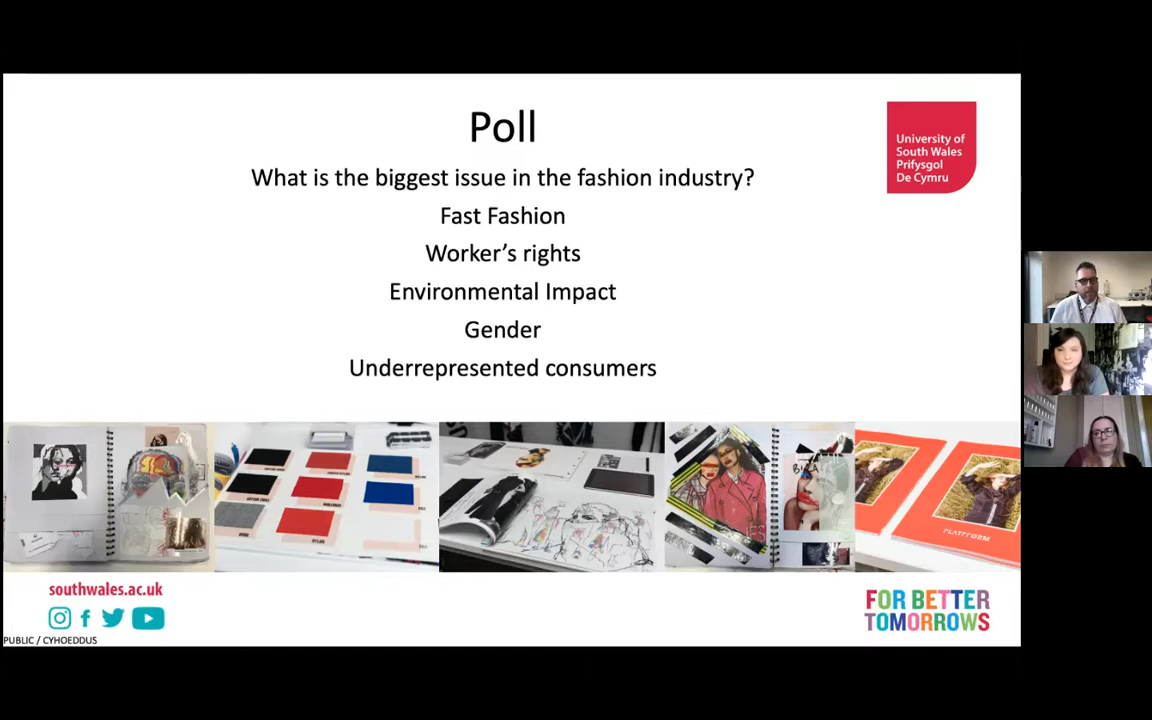 Poll
What is the biggest issue in the fashion industry?
Fast Fashion
Worker’s rights
Environmental Impact
Gender
Underrepresented consumers
University of
South Wales
Prifysgol
De Cymru
PLATFORM
southwales.ac.uk
FOR BETTER
TOMORROWS
PUBLIC / CYHOEDDUS